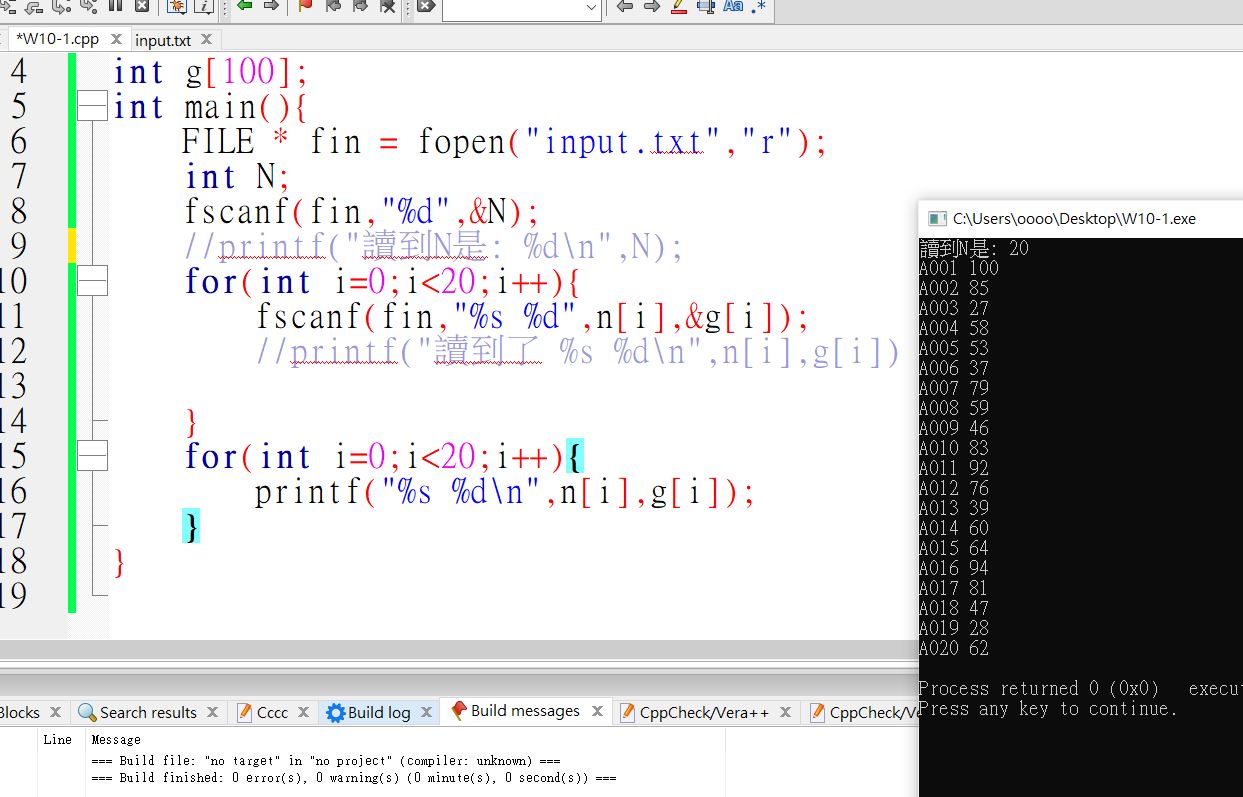 *W10-1.cpp
input.txt
4 int g[100];
5 int main(){
6 FILE * fin = fopen("input.txt","r");
7 int N;
8 fscanf(fin,"%d",&N);
9 //printf("讀到N是: %d\n",N);
10 for(int i=0;i<20;i++){
11 fscanf(fin,"%s %d",n[i],&g[i]);
12 //printf("讀到了 %s %d\n",n[i],g[i])
13
14 }
15 for(int i=0;i<20;i++){
16 printf("%s %d\n",n[i],g[i]);
17 }
18 }
19
C:\Users\oooo\Desktop\W10-1.exe
讀到N是: 20
A001 100
A002 85
A003 27
A004 58
A005 53
A006 37
A007 79
A008 59
A009 46
A010 83
A011 92
A012 76
A013 39
A014 60
A015 64
A016 94
A017 81
A018 47
A019 28
A020 62
Process returned 0 (0x0) execu
Press any key to continue.
Blocks
Search results
Cccc
Build log
Build messages
CppCheck/Vera++
CppCheck/Ve
Line Message
=== Build file: "no target" in "no project" (compiler: unknown) ===
=== Build finished: 0 error(s), 0 warning(s) (0 minute(s), 0 second(s)) ===